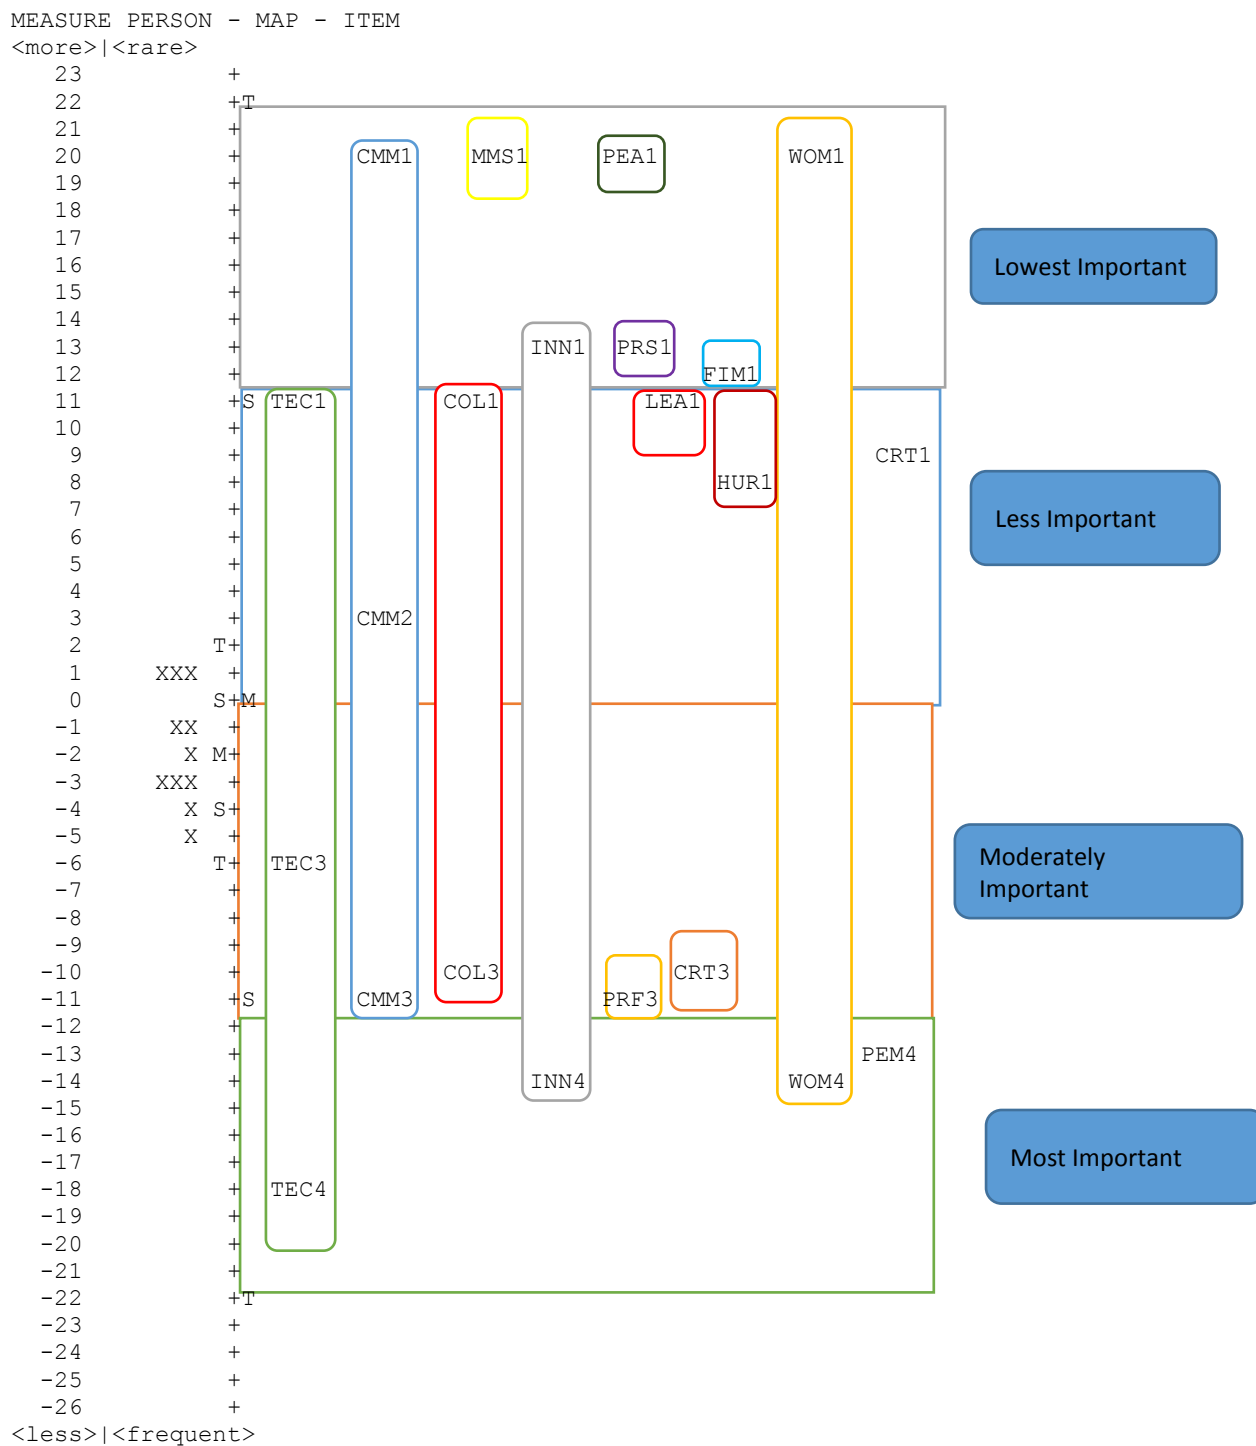 MEASURE PERSON - MAP - ITEM
<more>|<rare>
23 +
22 +T
21 +
20 + CMM1 MMS1 PEA1 WOM1
19 +
18 +
17 +
16 + Lowest Important
15 +
14 +
13 + INN1 PRS1
12 + FIM1
11 +S TEC1 COL1 LEA1
10 +
9 + CRT1
8 + HUR1
7 + Less Important
6 +
5 +
4 +
3 + CMM2
2 T+
1 XXX +
0 S+M
-1 XX +
-2 X M+
-3 XXX +
-4 X S+
-5 X +
-6 T+ TEC3 Moderately
-7 + Important
-8 +
-9 +
-10 + COL3 CRT3
-11 +S CMM3 PRF3
-12 +
-13 + PEM4
-14 + INN4 WOM4
-15 +
-16 +
-17 + Most Important
-18 + TEC4
-19 +
-20 +
-21 +
-22 +T
-23 +
-24 +
-25 +
-26 +
<less>|<frequent>